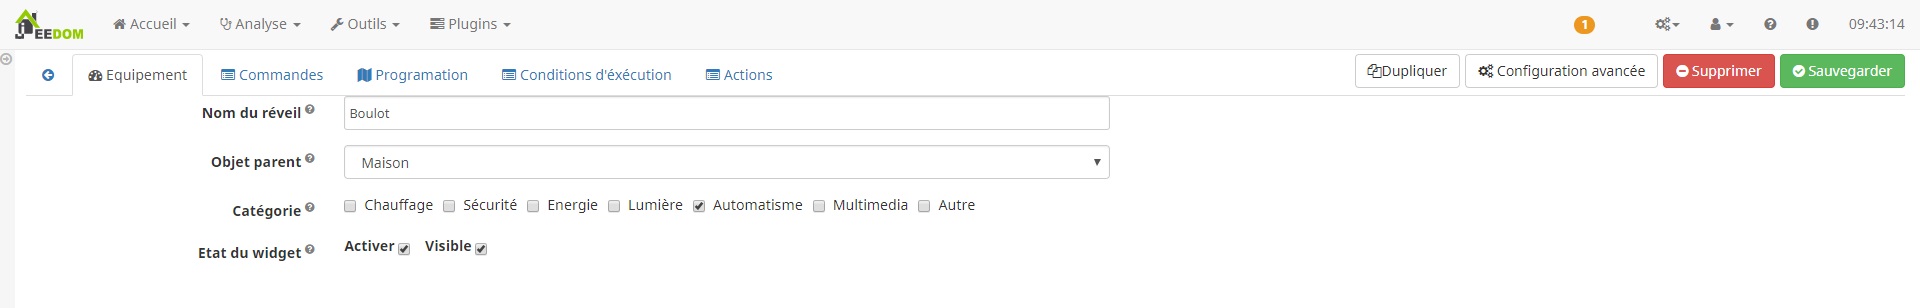 JEEDOM Accueil Analyse Outils Plugins 1 09:43:14
Equipement Commandes Programation Conditions d'éxécution Actions Dupliquer Configuration avancée Supprimer Sauvegarder
Nom du réveil Boulot
Objet parent Maison
Catégorie Chauffage Sécurité Energie Lumière Automatisme Multimedia Autre
Etat du widget Activer Visible